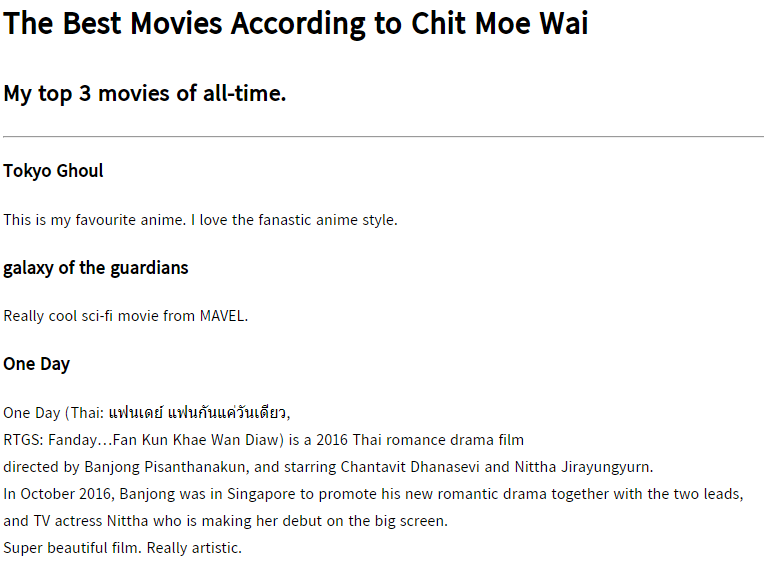 The Best Movies According to Chit Moe Wai
My top 3 movies of all-time.
Tokyo Ghoul
This is my favourite anime. I love the fanastic anime style.
galaxy of the guardians
Really cool sci-fi movie from MAVEL.
One Day
One Day (Thai: แฟนเดย์ แฟนกันแค่วันเดียว,
RTGS: Fanday…Fan Kun Khae Wan Diaw) is a 2016 Thai romance drama film
directed by Banjong Pisanthanakun, and starring Chantavit Dhanasevi and Nittha Jirayungyurn.
In October 2016, Banjong was in Singapore to promote his new romantic drama together with the two leads,
and TV actress Nittha who is making her debut on the big screen.
Super beautiful film. Really artistic.